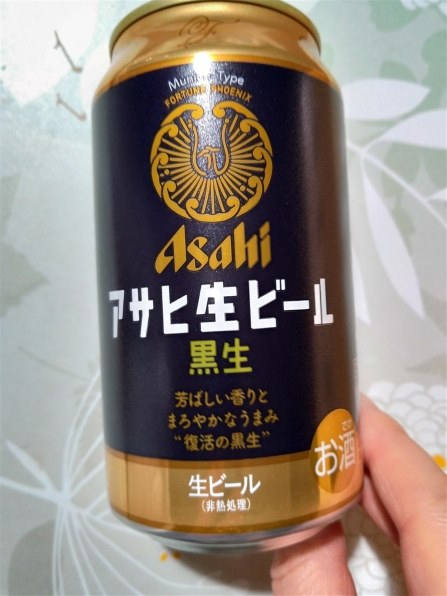 Munich Type
FORTUNE PHOENIX
Asahi
アサヒ生ビール
黒生
芳ばしい香りと
まろやかなうまみ
“復活の黒生”
お酒
生ビール
(非熱処理)